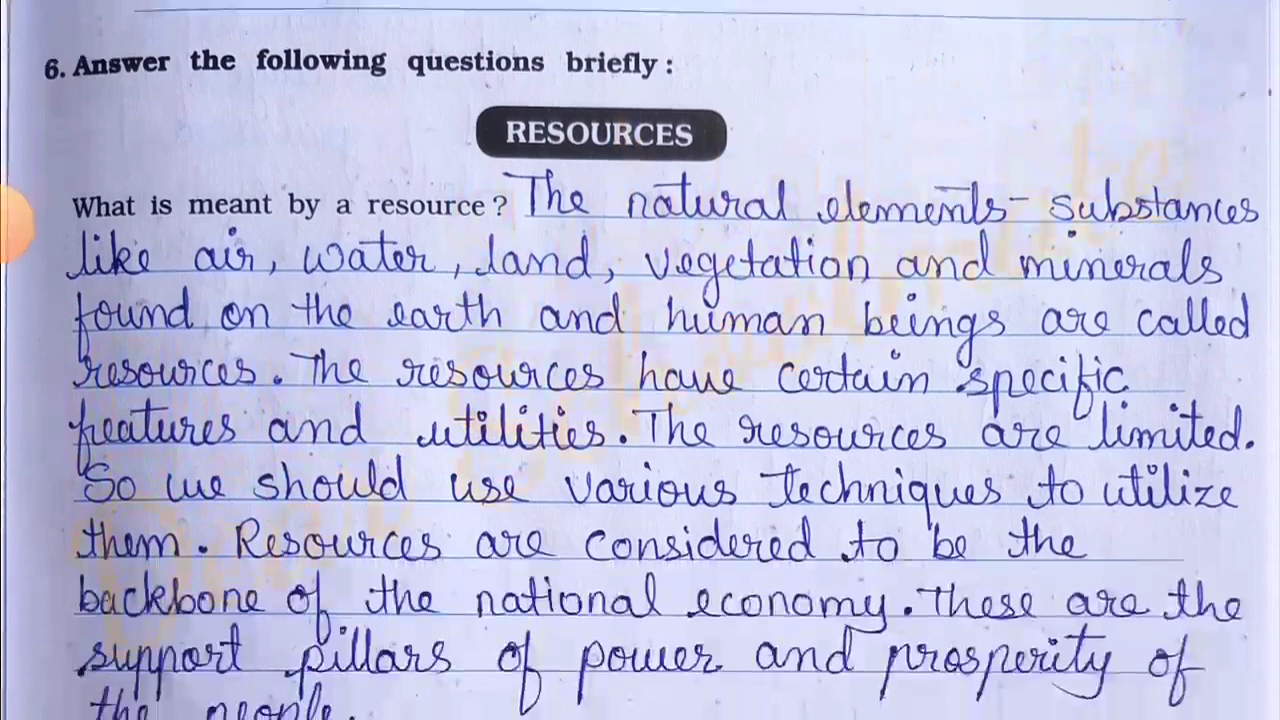 6. Answer the following questions briefly :
RESOURCES
What is meant by a resource? The natural elements- substances
like air, water, land, vegetation and minerals
found on the earth and human beings are called
resources. The resources have certain specific
features and utilities. The resources are limited.
So we should use various techniques to utilize
them. Resources are considered to be the
backbone of the national economy. These are the
support pillars of power and prosperity of
the people.